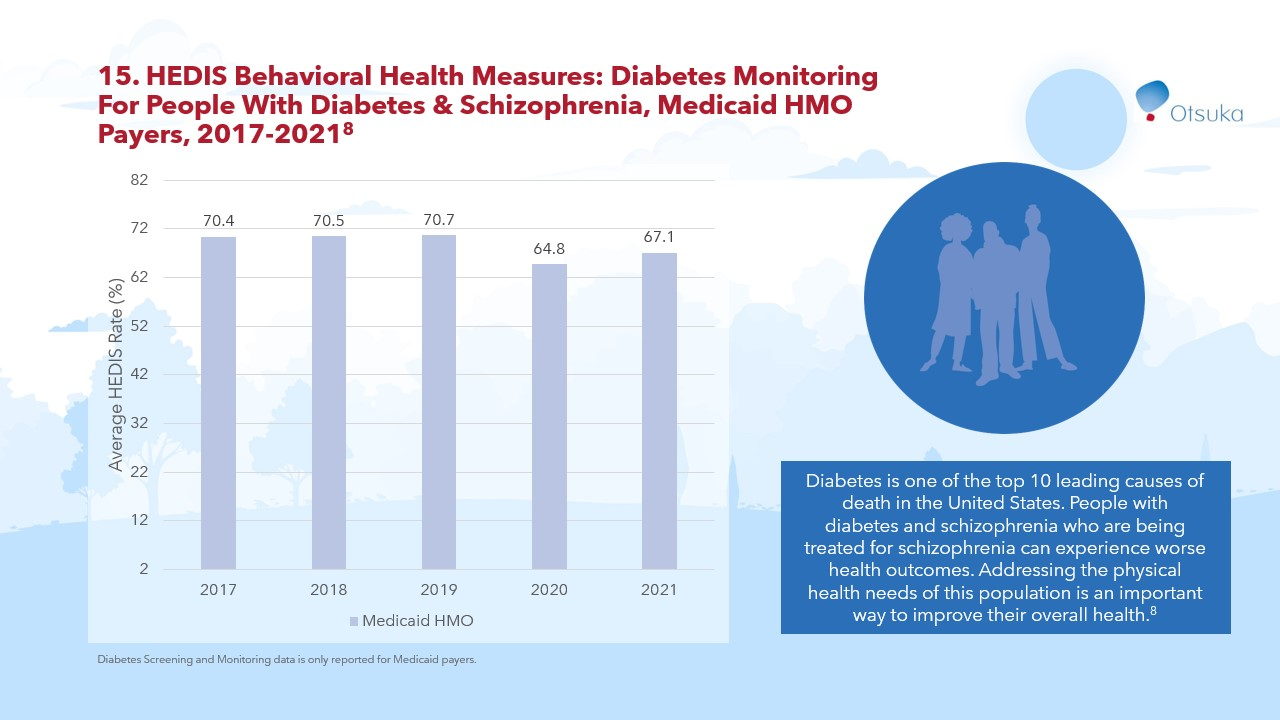 15. HEDIS Behavioral Health Measures: Diabetes Monitoring
For People With Diabetes & Schizophrenia, Medicaid HMO
Payers, 2017-2021⁸
Otsuka
Average HEDIS Rate (%)
82
72
62
52
42
32
22
12
2
70.4
70.5
70.7
64.8
67.1
2017
2018
2019
2020
2021
Medicaid HMO
Diabetes is one of the top 10 leading causes of
death in the United States. People with
diabetes and schizophrenia who are being
treated for schizophrenia can experience worse
health outcomes. Addressing the physical
health needs of this population is an important
way to improve their overall health.⁸
Diabetes Screening and Monitoring data is only reported for Medicaid payers.